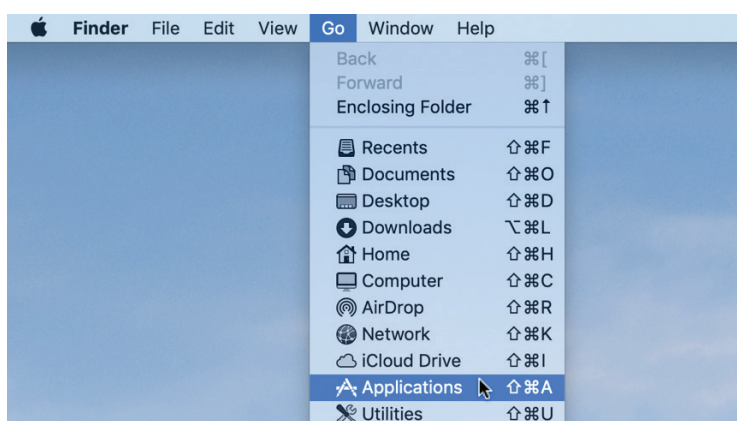 Finder File Edit View Go Window Help
Back ⌘[
Forward ⌘]
Enclosing Folder ⌘↑
Recents ⇧⌘F
Documents ⇧⌘O
Desktop ⇧⌘D
Downloads ⌥⌘L
Home ⇧⌘H
Computer ⇧⌘C
AirDrop ⇧⌘R
Network ⇧⌘K
iCloud Drive ⇧⌘I
Applications ⇧⌘A
Utilities ⇧⌘U